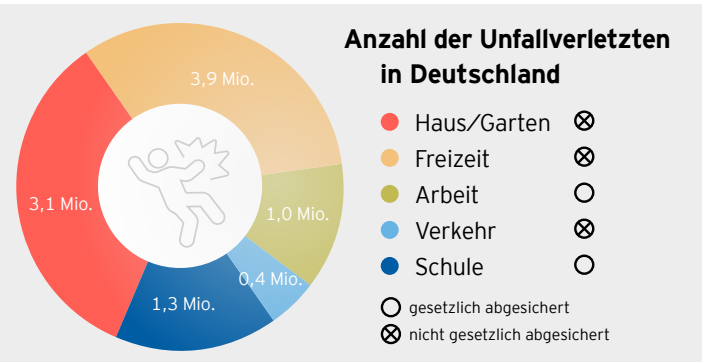 Anzahl der Unfallverletzten
in Deutschland
3,9 Mio.
3,1 Mio.
1,0 Mio.
0,4 Mio.
1,3 Mio.
Haus/Garten
Freizeit
Arbeit
Verkehr
Schule
gesetzlich abgesichert
nicht gesetzlich abgesichert